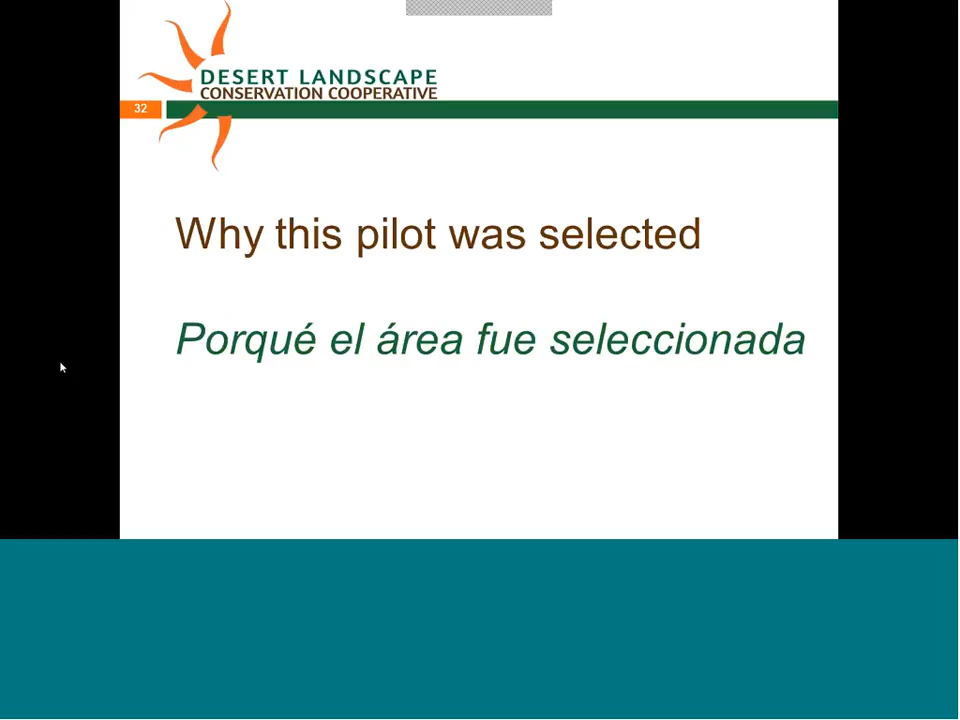 DESERT LANDSCAPE
CONSERVATION COOPERATIVE
32
Why this pilot was selected
Porqué el área fue seleccionada